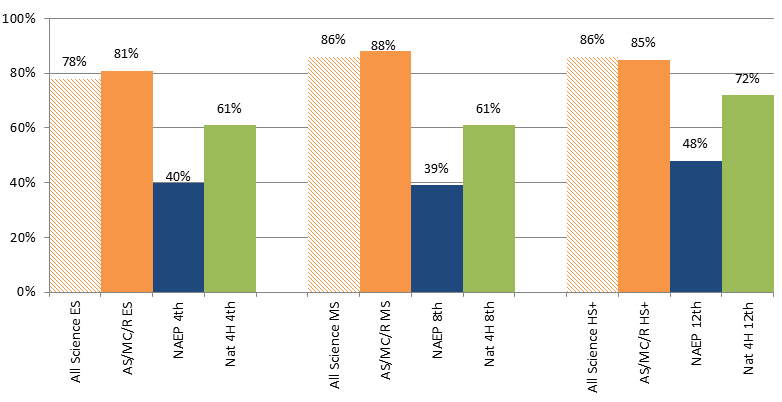 100%
80%
60%
40%
20%
0%
78%
81%
40%
61%
86%
88%
39%
61%
86%
85%
48%
72%
All Science ES
AS/MC/R ES
NAEP 4th
Nat 4H 4th
All Science MS
AS/MC/R MS
NAEP 8th
Nat 4H 8th
All Science HS+
AS/MC/R HS+
NAEP 12th
Nat 4H 12th